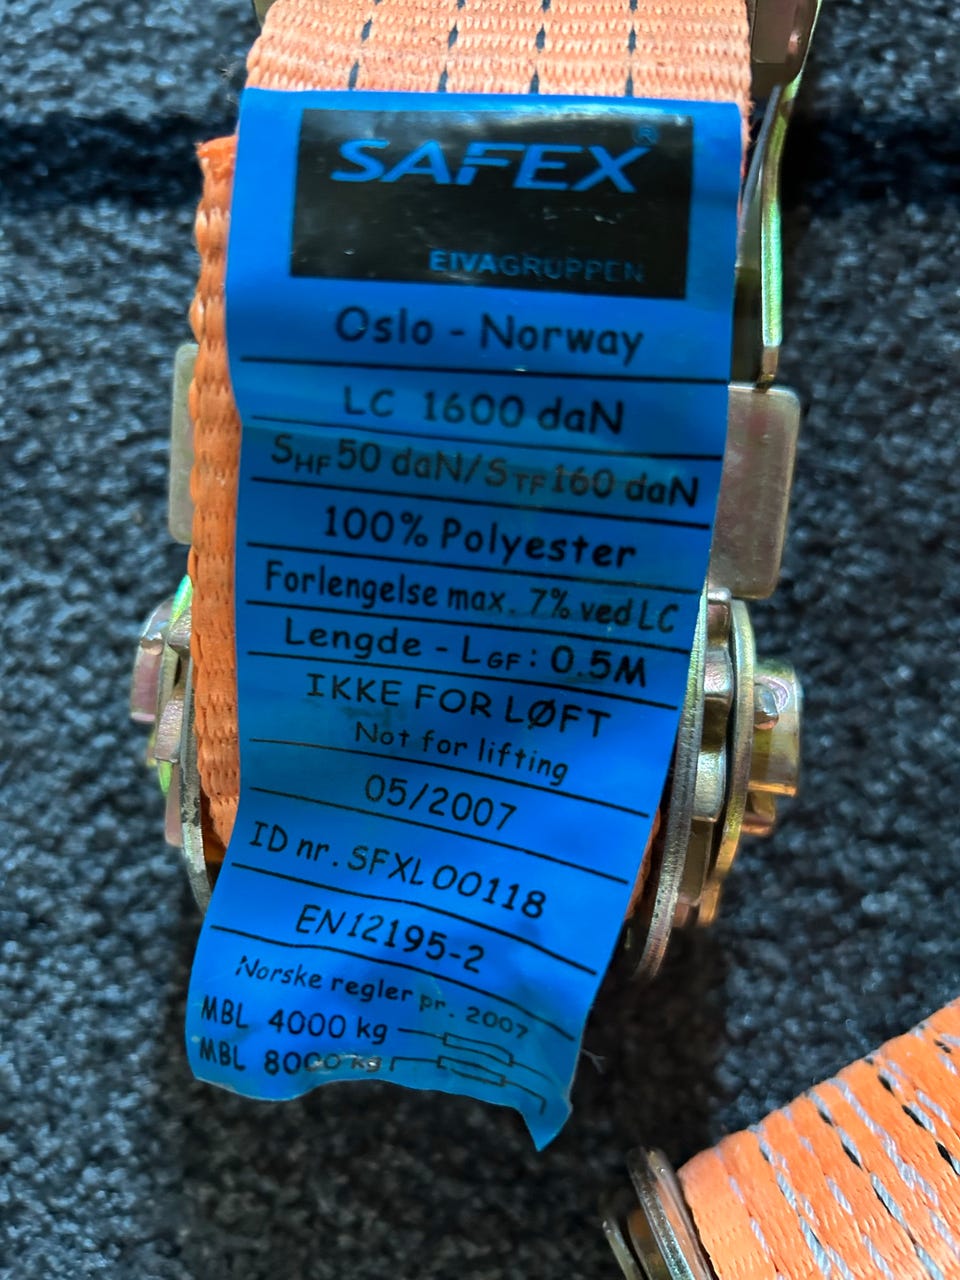 SAFEX®
EIVAGRUPPEN
Oslo - Norway
LC 1600 daN
SHF 50 daN/STF 160 daN
100% Polyester
Forlengelse max. 7% ved LC
Lengde - LGF: 0.5M
IKKE FOR LØFT
Not for lifting
05/2007
ID nr. SFXL00118
EN12195-2
Norske regler pr. 2007
MBL 4000 kg
MBL 8000 kg